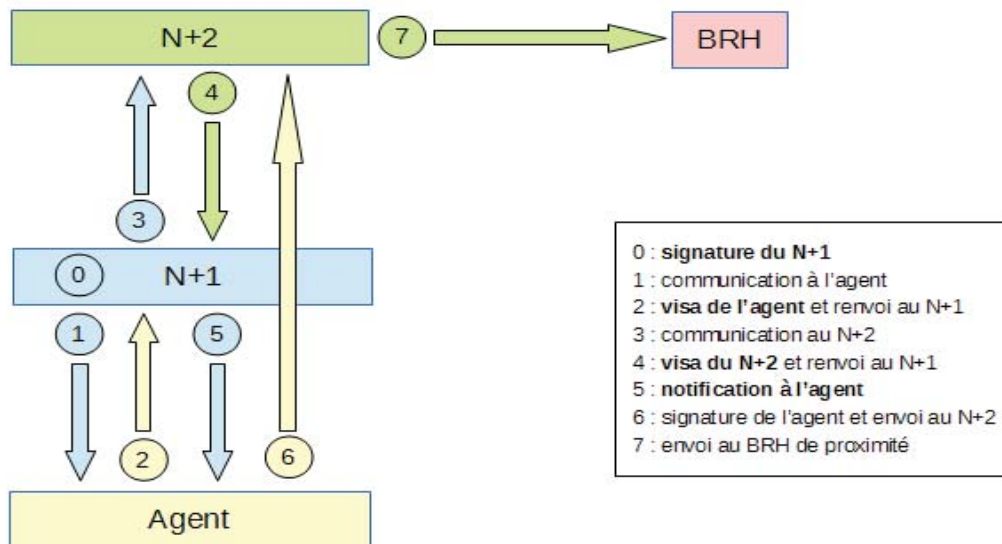 N+2
7
BRH
4
3
0
N+1
1
5
2
6
Agent
0 : signature du N+1
1 : communication à l'agent
2 : visa de l'agent et renvoi au N+1
3 : communication au N+2
4 : visa du N+2 et renvoi au N+1
5 : notification à l'agent
6 : signature de l'agent et envoi au N+2
7 : envoi au BRH de proximité